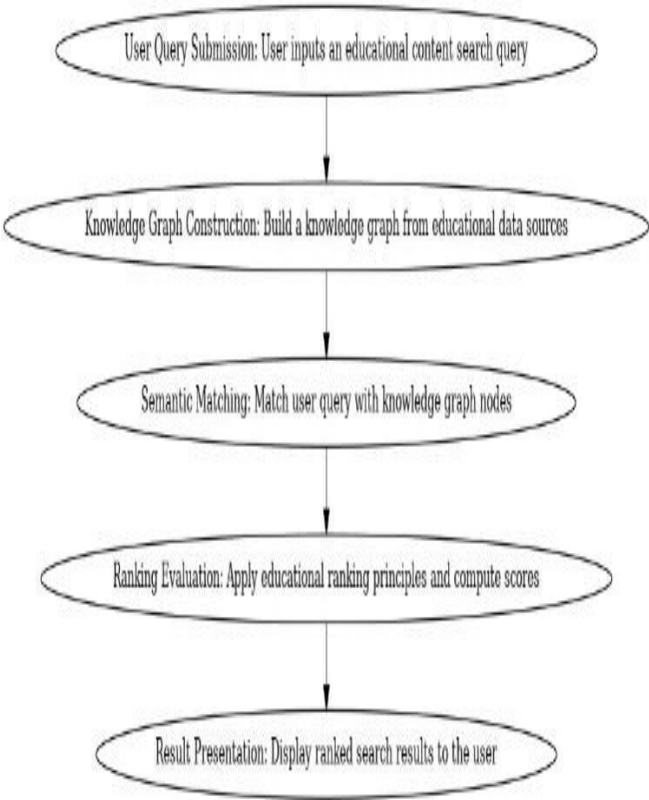 User Query Submission: User inputs an educational content search query
Knowledge Graph Construction: Build a knowledge graph from educational data sources
Semantic Matching: Match user query with knowledge graph nodes
Ranking Evaluation: Apply educational ranking principles and compute scores
Result Presentation: Display ranked search results to the user